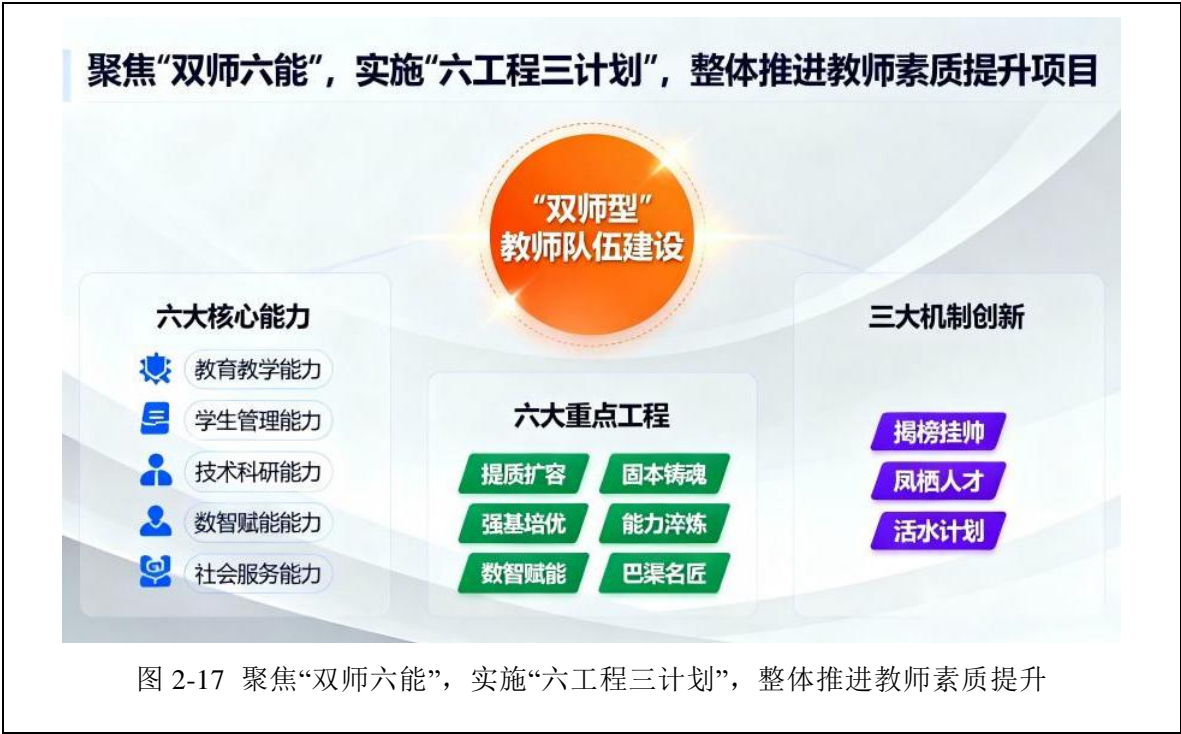 聚焦“双师六能”，实施“六工程三计划”，整体推进教师素质提升项目
“双师型”
教师队伍建设
六大核心能力
教育教学能力
学生管理能力
技术科研能力
数智赋能能力
社会服务能力
六大重点工程
提质扩容 固本铸魂
强基培优 能力淬炼
数智赋能 巴渠名匠
三大机制创新
揭榜挂帅
凤栖人才
活水计划
图 2-17 聚焦“双师六能”，实施“六工程三计划”，整体推进教师素质提升